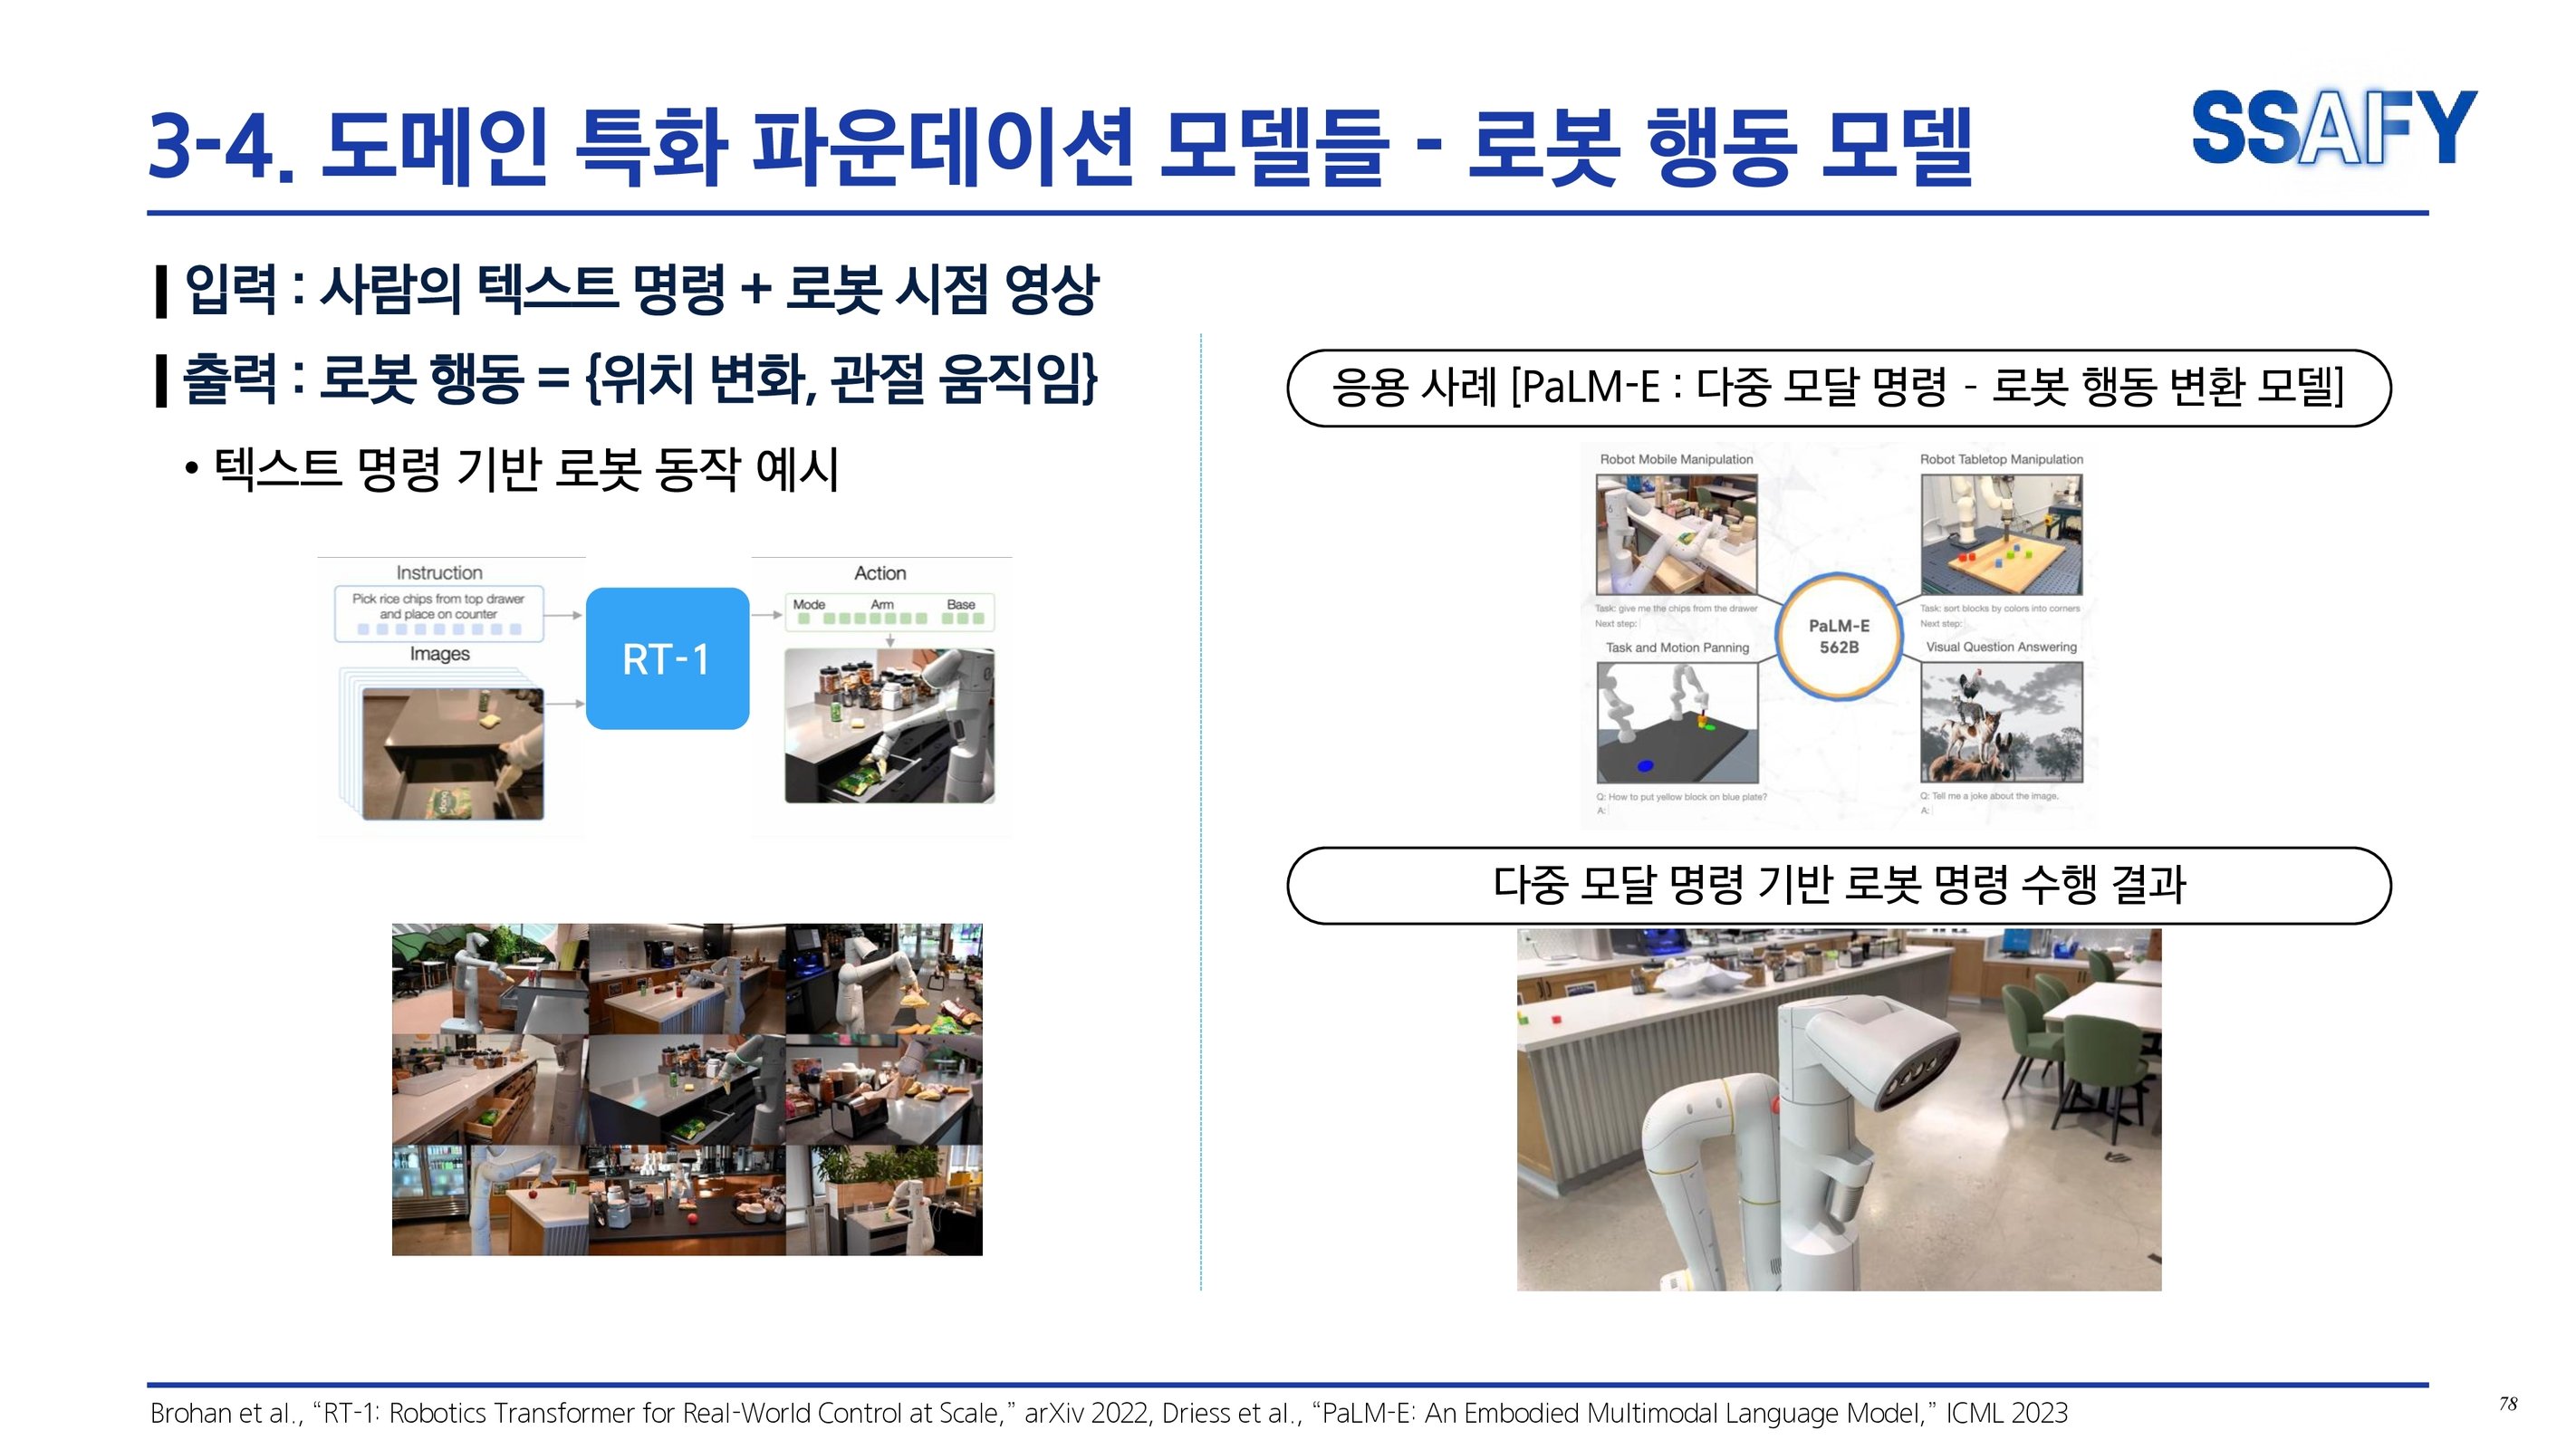 3-4. 도메인 특화 파운데이션 모델들 - 로봇 행동 모델
SSAFY
입력 : 사람의 텍스트 명령 + 로봇 시점 영상
출력 : 로봇 행동 = {위치 변화, 관절 움직임}
• 텍스트 명령 기반 로봇 동작 예시
Instruction
Pick rice chips from top drawer
and place on counter
Images
RT-1
Action
Mode Arm Base
응용 사례 [PaLM-E : 다중 모달 명령 - 로봇 행동 변환 모델]
Robot Mobile Manipulation
Task: give me the chips from the drawer
Next step:
Robot Tabletop Manipulation
Task: sort blocks by colors into corners
Next step:
PaLM-E
562B
Task and Motion Panning
Q: How to put yellow block on blue plate?
A:
Visual Question Answering
Q: Tell me a joke about the image.
A:
다중 모달 명령 기반 로봇 명령 수행 결과
Brohan et al., “RT-1: Robotics Transformer for Real-World Control at Scale,” arXiv 2022, Driess et al., “PaLM-E: An Embodied Multimodal Language Model,” ICML 2023
78